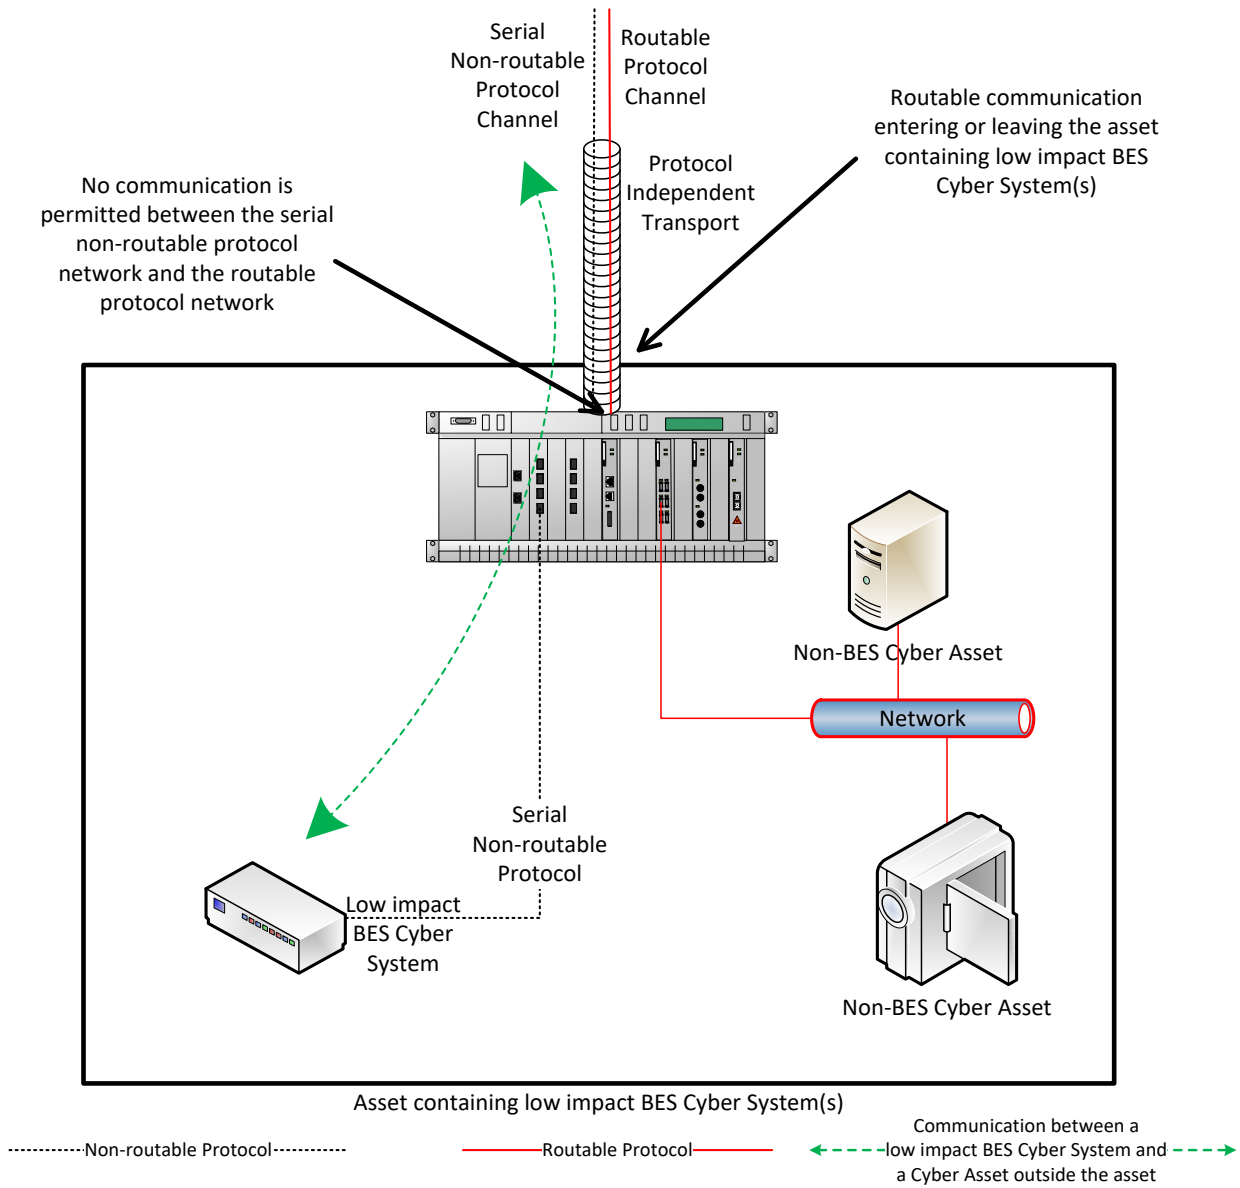 Serial
Non-routable
Protocol
Channel
Routable
Protocol
Channel
Routable communication
entering or leaving the asset
containing low impact BES
Cyber System(s)
Protocol
Independent
Transport
No communication is
permitted between the serial
non-routable protocol
network and the routable
protocol network
Non-BES Cyber Asset
Network
Serial
Non-routable
Protocol
Low impact
BES Cyber
System
Non-BES Cyber Asset
Asset containing low impact BES Cyber System(s)
Non-routable Protocol
Routable Protocol
Communication between a
low impact BES Cyber System and
a Cyber Asset outside the asset